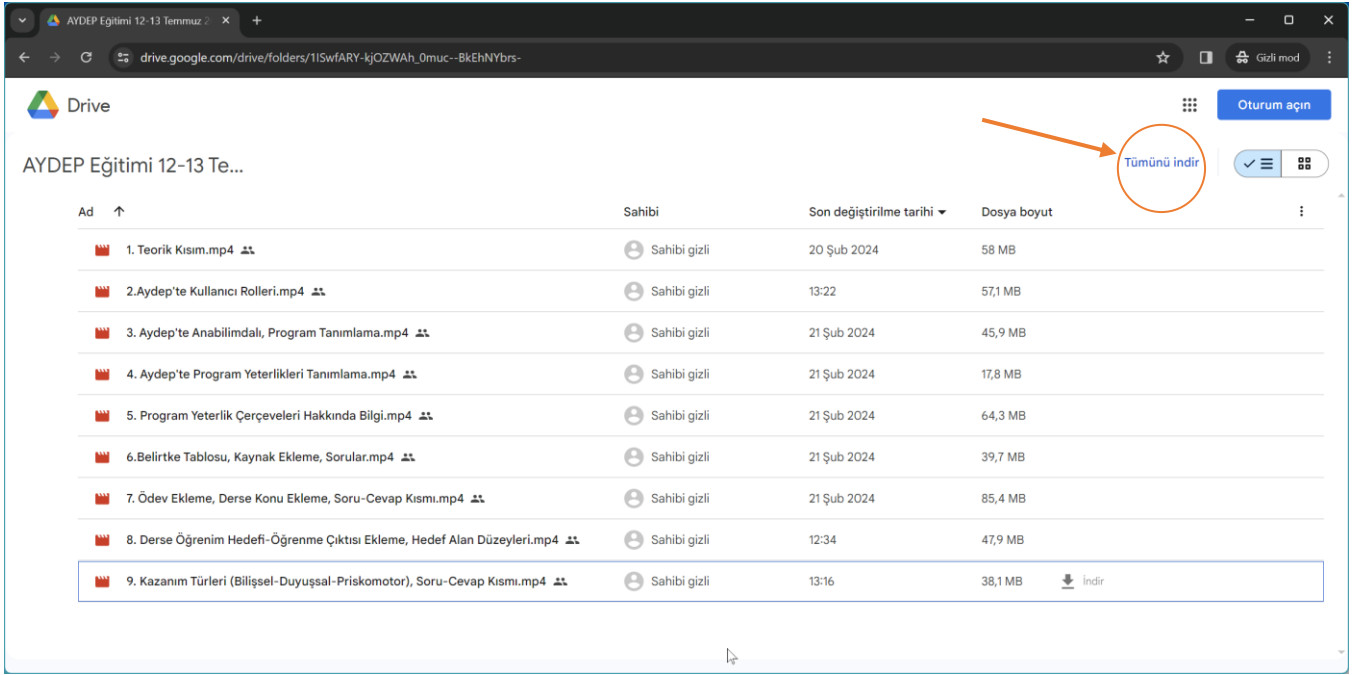 AYDEP Eğitimi 12-13 Temmuz 2
drive.google.com/drive/folders/1ISwfARY-kjOZWAh_0muc--BkEhNYbrs-
Gizli mod
Drive
Oturum açın
AYDEP Eğitimi 12-13 Te...
Tümünü indir
Ad Sahibi Son değiştirilme tarihi Dosya boyut
1. Teorik Kısım.mp4 Sahibi gizli 20 Şub 2024 58 MB
2.Aydep'te Kullanıcı Rolleri.mp4 Sahibi gizli 13:22 57,1 MB
3. Aydep'te Anabilimdalı, Program Tanımlama.mp4 Sahibi gizli 21 Şub 2024 45,9 MB
4. Aydep'te Program Yeterlikleri Tanımlama.mp4 Sahibi gizli 21 Şub 2024 17,8 MB
5. Program Yeterlik Çerçeveleri Hakkında Bilgi.mp4 Sahibi gizli 21 Şub 2024 64,3 MB
6.Belirtke Tablosu, Kaynak Ekleme, Sorular.mp4 Sahibi gizli 21 Şub 2024 39,7 MB
7. Ödev Ekleme, Derse Konu Ekleme, Soru-Cevap Kısmı.mp4 Sahibi gizli 21 Şub 2024 85,4 MB
8. Derse Öğrenim Hedefi-Öğrenme Çıktısı Ekleme, Hedef Alan Düzeyleri.mp4 Sahibi gizli 12:34 47,9 MB
9. Kazanım Türleri (Bilişsel-Duyuşsal-Priskomotor), Soru-Cevap Kısmı.mp4 Sahibi gizli 13:16 38,1 MB İndir